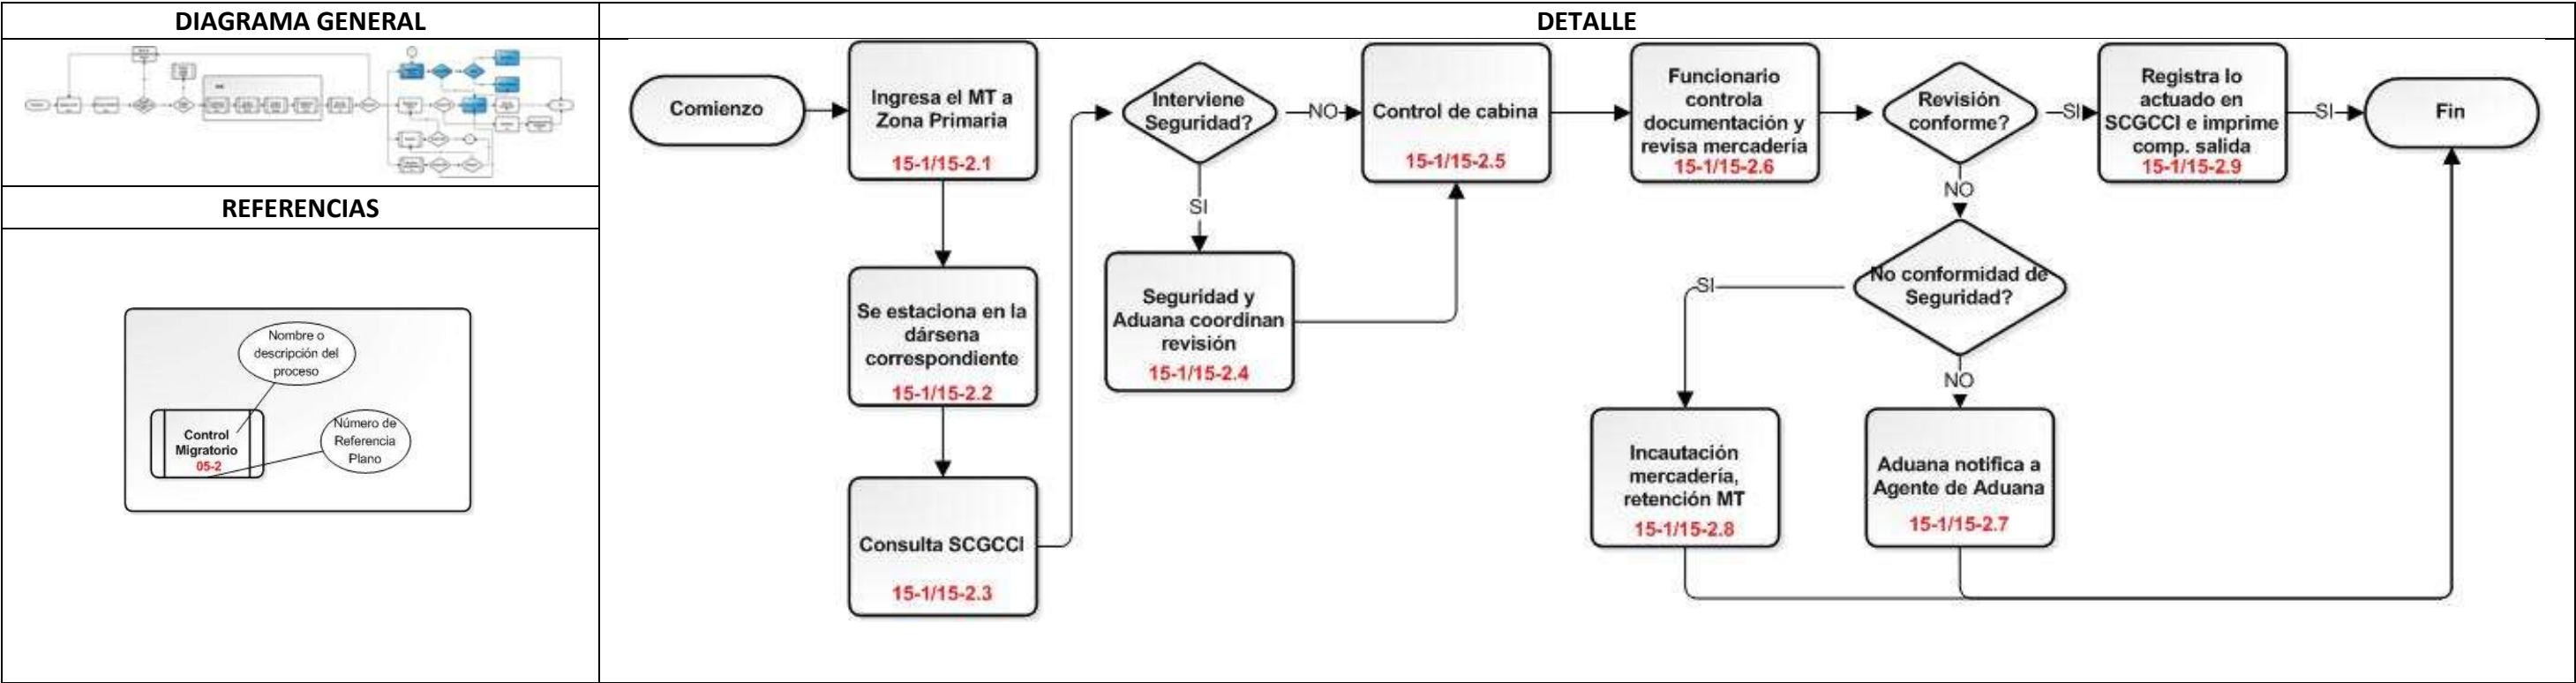 DIAGRAMA GENERAL
DETALLE
REFERENCIAS
Nombre o
descripción del
proceso
Control
Migratorio
05-2
Número de
Referencia
Plano
Comienzo
Ingresa el MT a
Zona Primaria
15-1/15-2.1
Se estaciona en la
dársena
correspondiente
15-1/15-2.2
Consulta SCGCCI
15-1/15-2.3
Interviene
Seguridad?
NO
SI
Seguridad y
Aduana coordinan
revisión
15-1/15-2.4
Control de cabina
15-1/15-2.5
Funcionario
controla
documentación y
revisa mercadería
15-1/15-2.6
Revisión
conforme?
SI
NO
Registra lo
actuado en
SCGCCI e imprime
comp. salida
15-1/15-2.9
SI
Fin
No conformidad de
Seguridad?
SI
NO
Incautación
mercadería,
retención MT
15-1/15-2.8
Aduana notifica a
Agente de Aduana
15-1/15-2.7